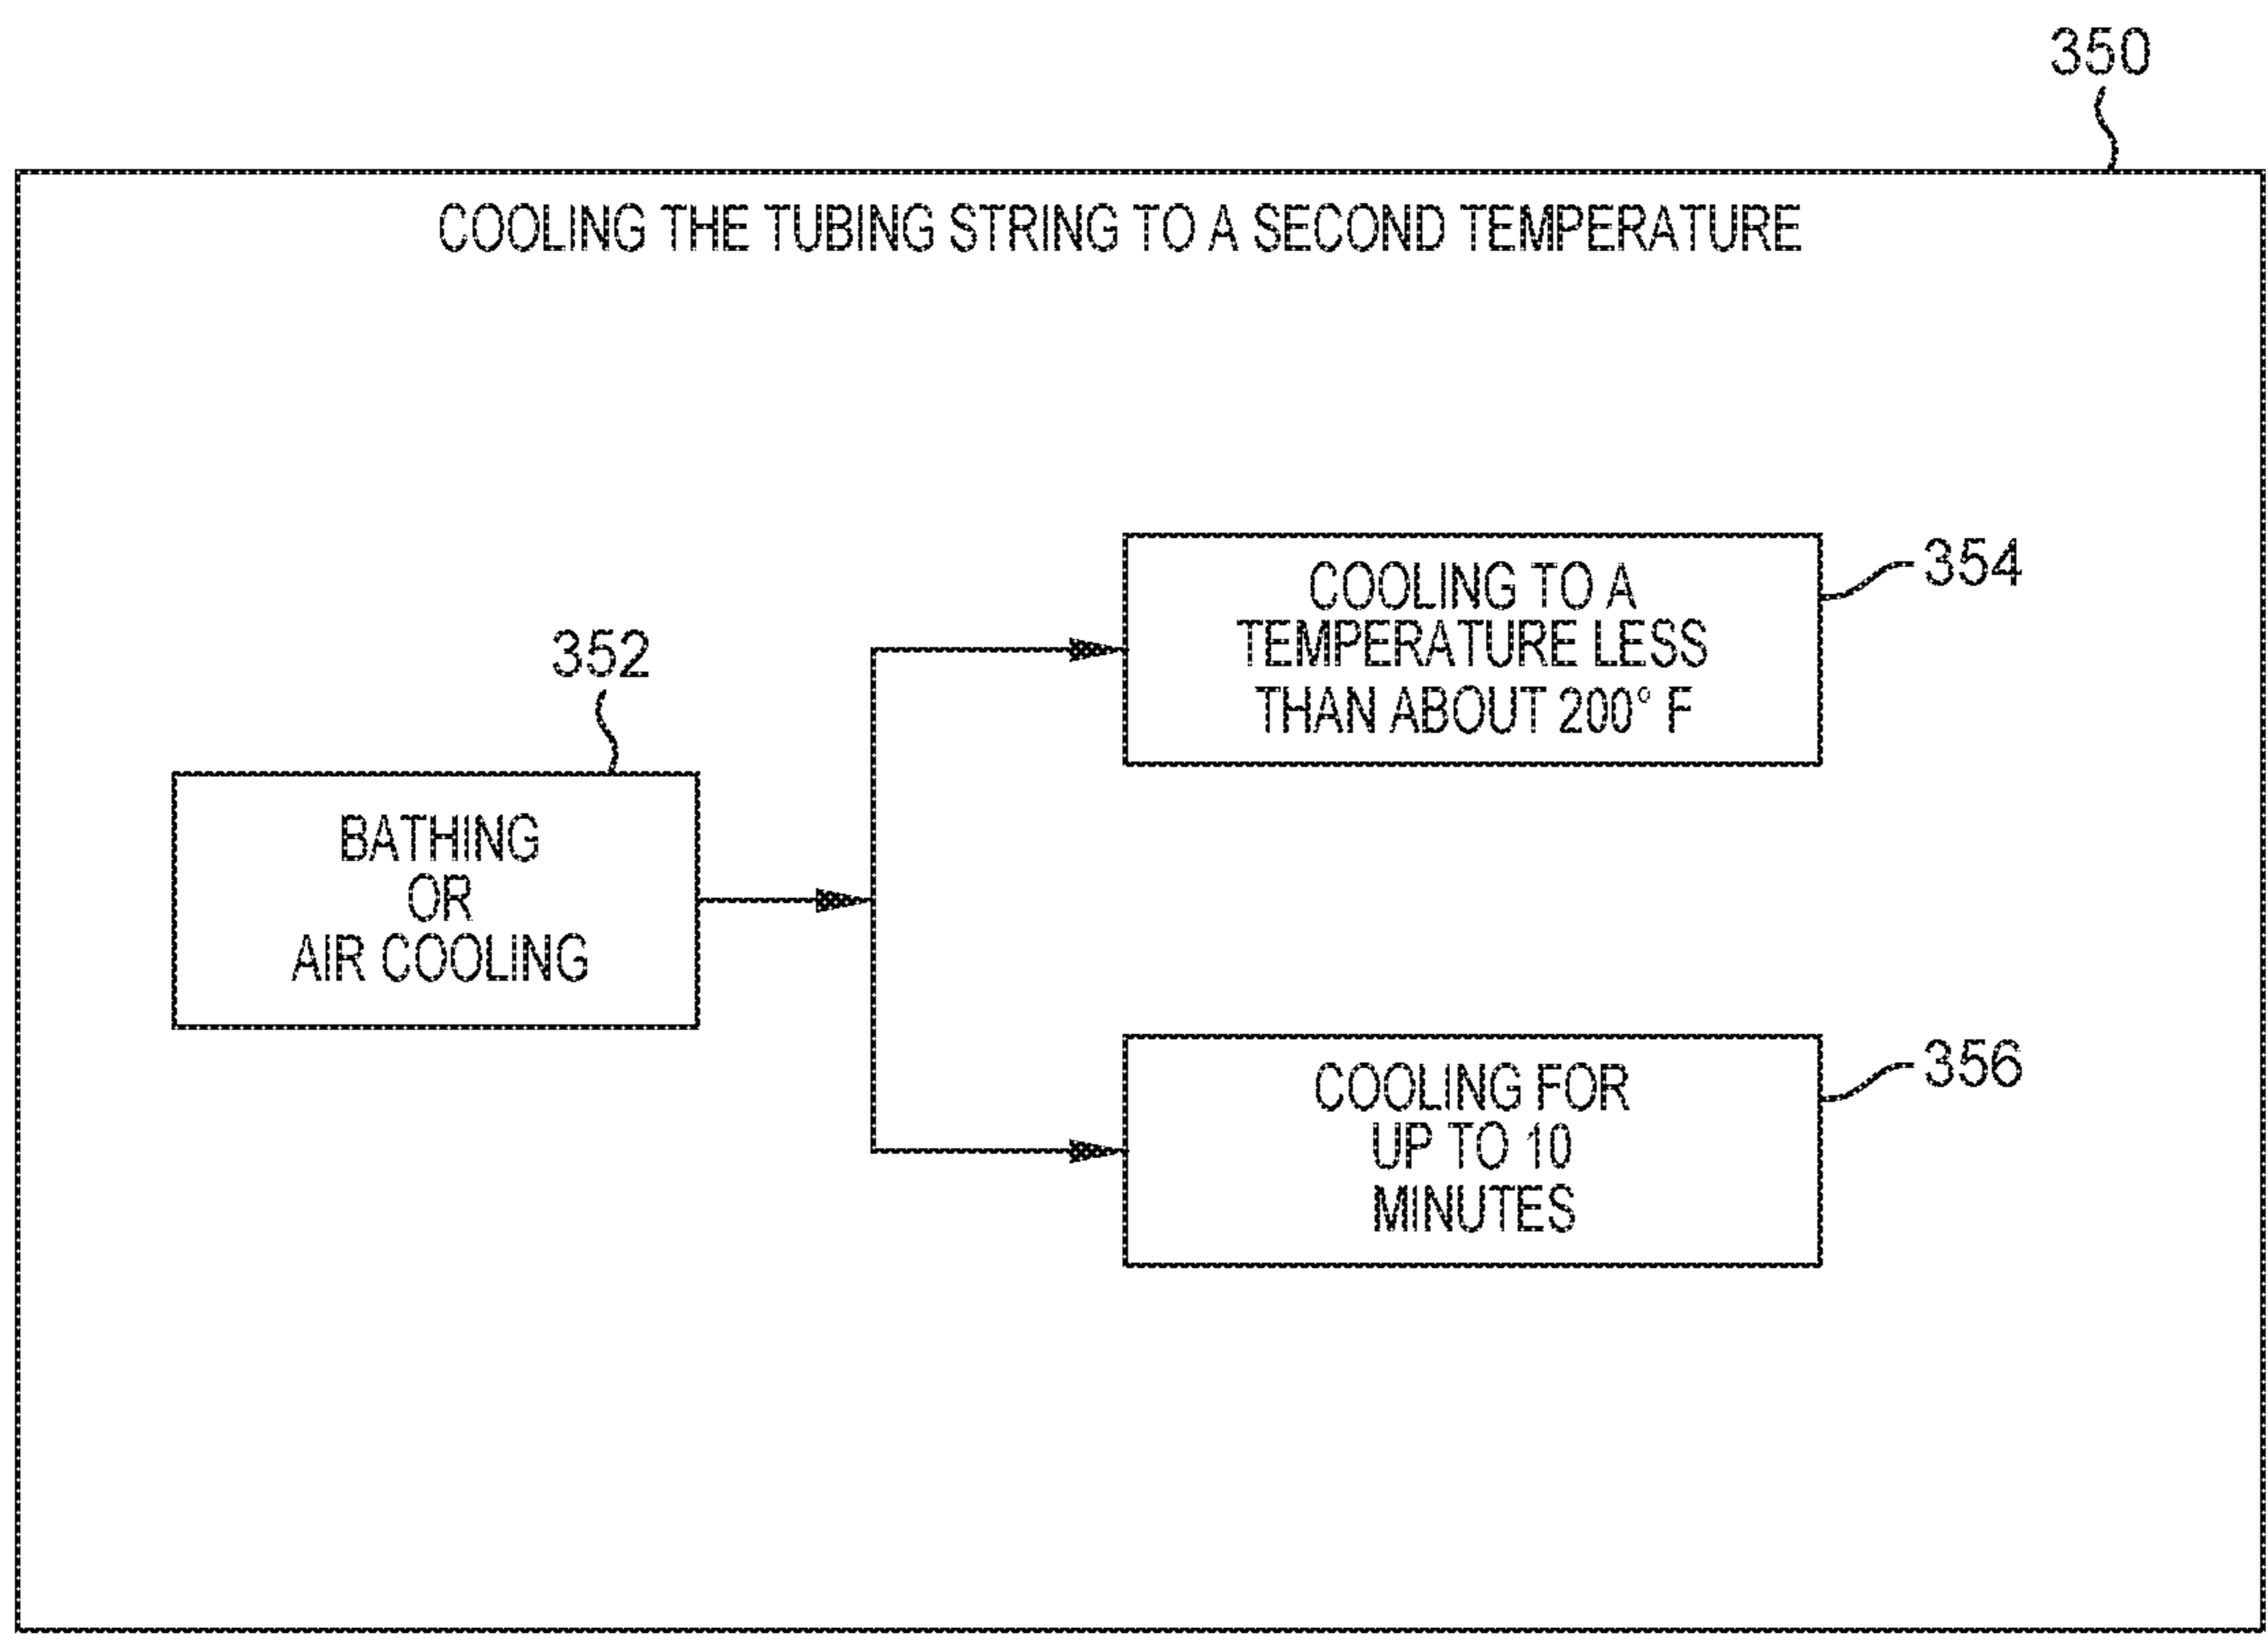 350
COOLING THE TUBING STRING TO A SECOND TEMPERATURE
352
BATHING
OR
AIR COOLING
354
COOLING TO A
TEMPERATURE LESS
THAN ABOUT 200° F
356
COOLING FOR
UP TO 10
MINUTES